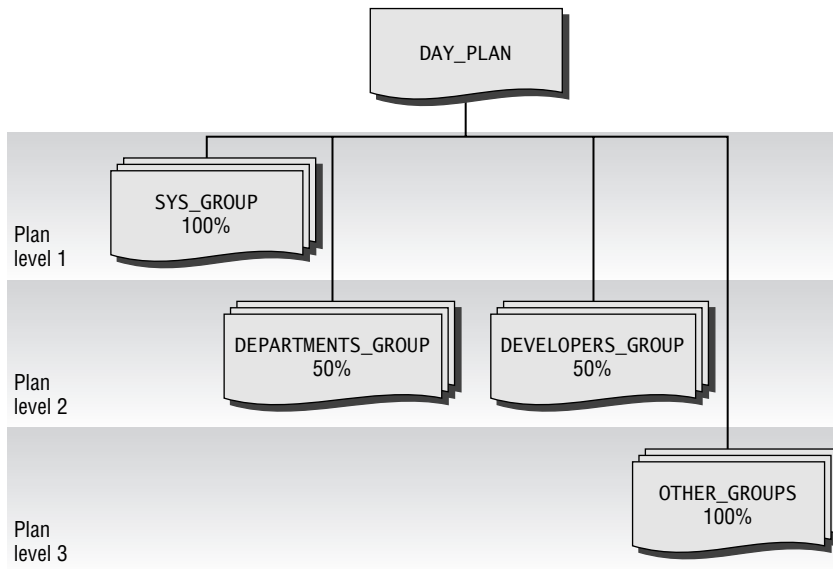 DAY_PLAN
SYS_GROUP
100%
Plan
level 1
DEPARTMENTS_GROUP
50%
DEVELOPERS_GROUP
50%
Plan
level 2
OTHER_GROUPS
100%
Plan
level 3